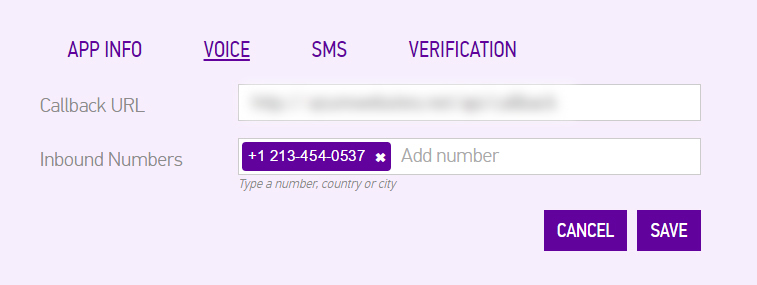 APP INFO VOICE SMS VERIFICATION
Callback URL
Inbound Numbers +1 213-454-0537 ✖ Add number
Type a number, country or city
CANCEL SAVE